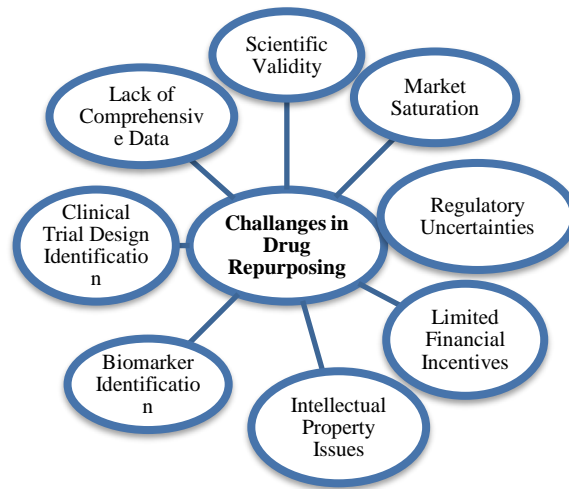 Scientific
Validity
Market
Saturation
Regulatory
Uncertainties
Limited
Financial
Incentives
Intellectual
Property
Issues
Biomarker
Identificatio
n
Clinical
Trial Design
Identificatio
n
Lack of
Comprehensiv
e Data
Challanges in
Drug
Repurposing